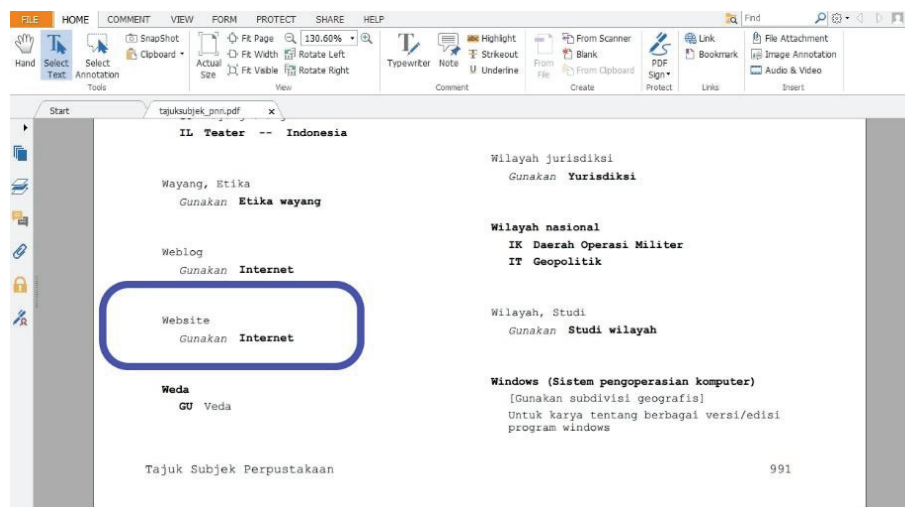 FILE HOME COMMENT VIEW FORM PROTECT SHARE HELP Find
Hand
Select Text
Select Annotation
SnapShot
Clipboard
Tools
Actual Size
Fit Page
Fit Width
Fit Visible
130.60%
Rotate Left
Rotate Right
View
Typewriter
Note
Highlight
Strikeout
Underline
Comment
From File
From Scanner
Blank
From Clipboard
Create
PDF Sign
Protect
Link
Bookmark
Links
File Attachment
Image Annotation
Audio & Video
Insert
Start tajuksubjek_pnri.pdf x
IL Teater -- Indonesia
Wayang, Etika
Gunakan Etika wayang
Weblog
Gunakan Internet
Website
Gunakan Internet
Weda
GU Veda
Wilayah jurisdiksi
Gunakan Yurisdiksi
Wilayah nasional
IK Daerah Operasi Militer
IT Geopolitik
Wilayah, Studi
Gunakan Studi wilayah
Windows (Sistem pengoperasian komputer)
[Gunakan subdivisi geografis]
Untuk karya tentang berbagai versi/edisi
program windows
Tajuk Subjek Perpustakaan 991